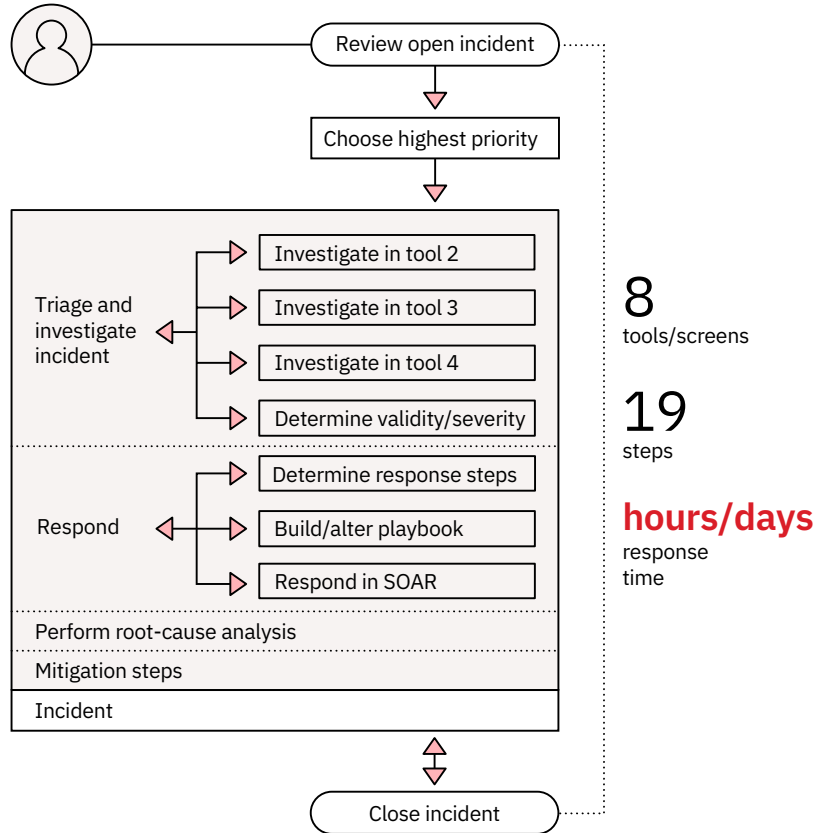 Review open incident
Choose highest priority
Triage and
investigate
incident
Investigate in tool 2
Investigate in tool 3
Investigate in tool 4
Determine validity/severity
Respond
Determine response steps
Build/alter playbook
Respond in SOAR
Perform root-cause analysis
Mitigation steps
Incident
Close incident
8
tools/screens
19
steps
hours/days
response
time